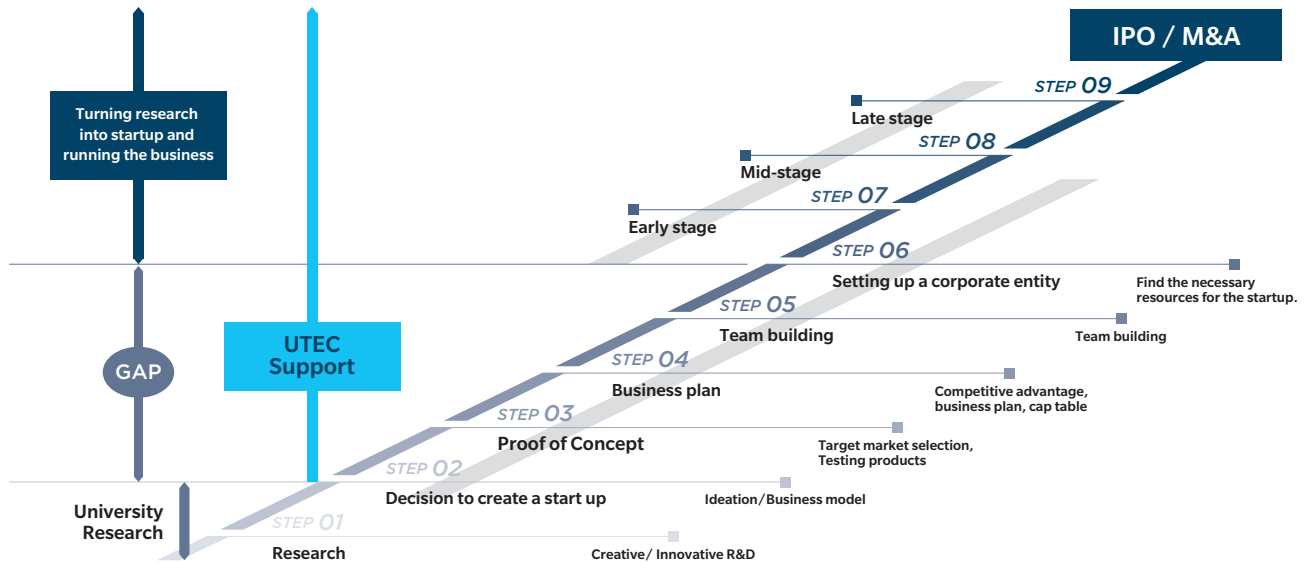 IPO / M&A
STEP 09
Late stage
Turning research
into startup and
running the business
STEP 08
Mid-stage
STEP 07
Early stage
STEP 06
Setting up a corporate entity
Find the necessary
resources for the startup.
STEP 05
Team building
Team building
UTEC
Support
GAP
STEP 04
Business plan
Competitive advantage,
business plan, cap table
STEP 03
Proof of Concept
Target market selection,
Testing products
STEP 02
Decision to create a start up
Ideation/Business model
University
Research
STEP 01
Research
Creative/ Innovative R&D